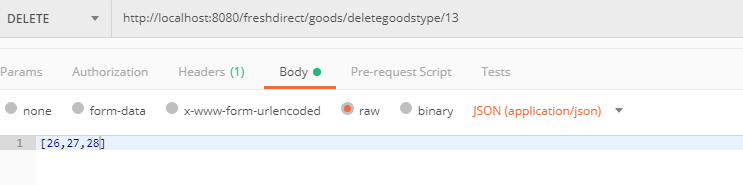 DELETE http://localhost:8080/freshdirect/goods/deletegoodstype/13
Params Authorization Headers (1) Body Pre-request Script Tests
none form-data x-www-form-urlencoded raw binary JSON (application/json)
1 [26,27,28]